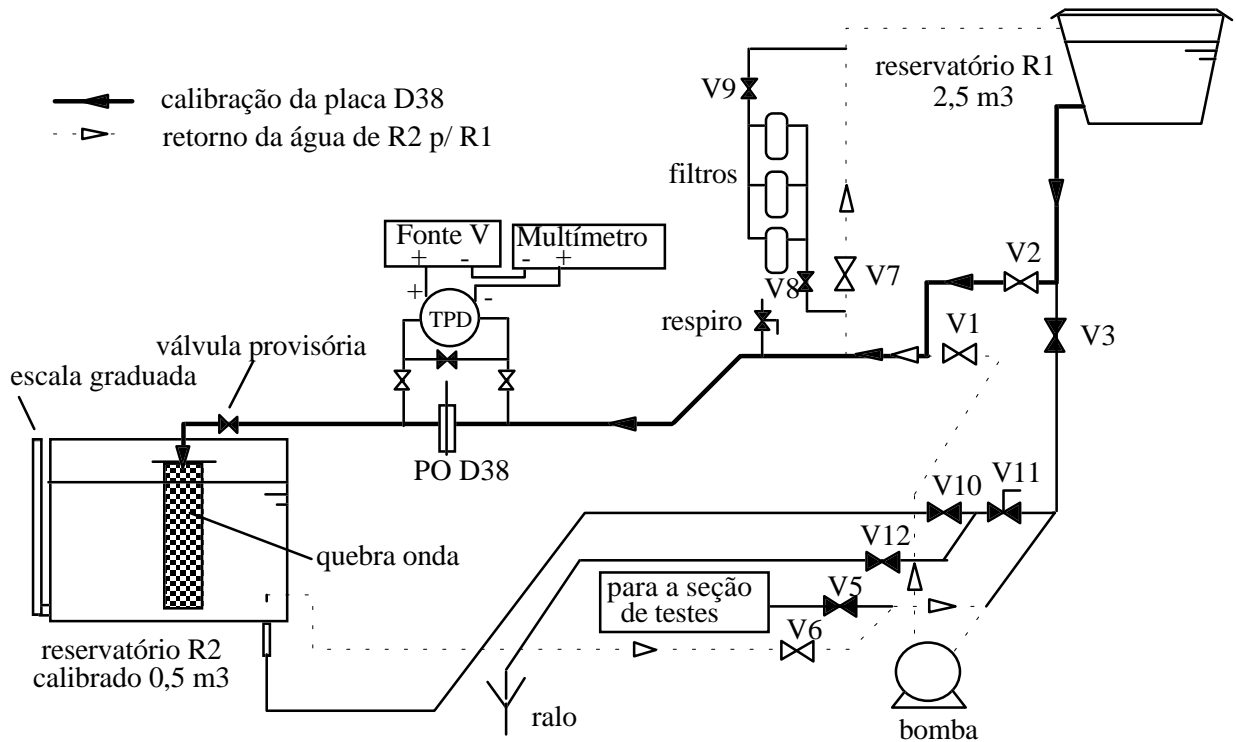 reservatório R1
2,5 m3
calibração da placa D38
retorno da água de R2 p/ R1
V9
filtros
Fonte V
+ -
Multímetro
- +
+ -
TPD
V8
V7
V2
respiro
V1
V3
válvula provisória
escala graduada
PO D38
V10
V11
quebra onda
V12
para a seção
de testes
V5
V6
reservatório R2
calibrado 0,5 m3
ralo
bomba